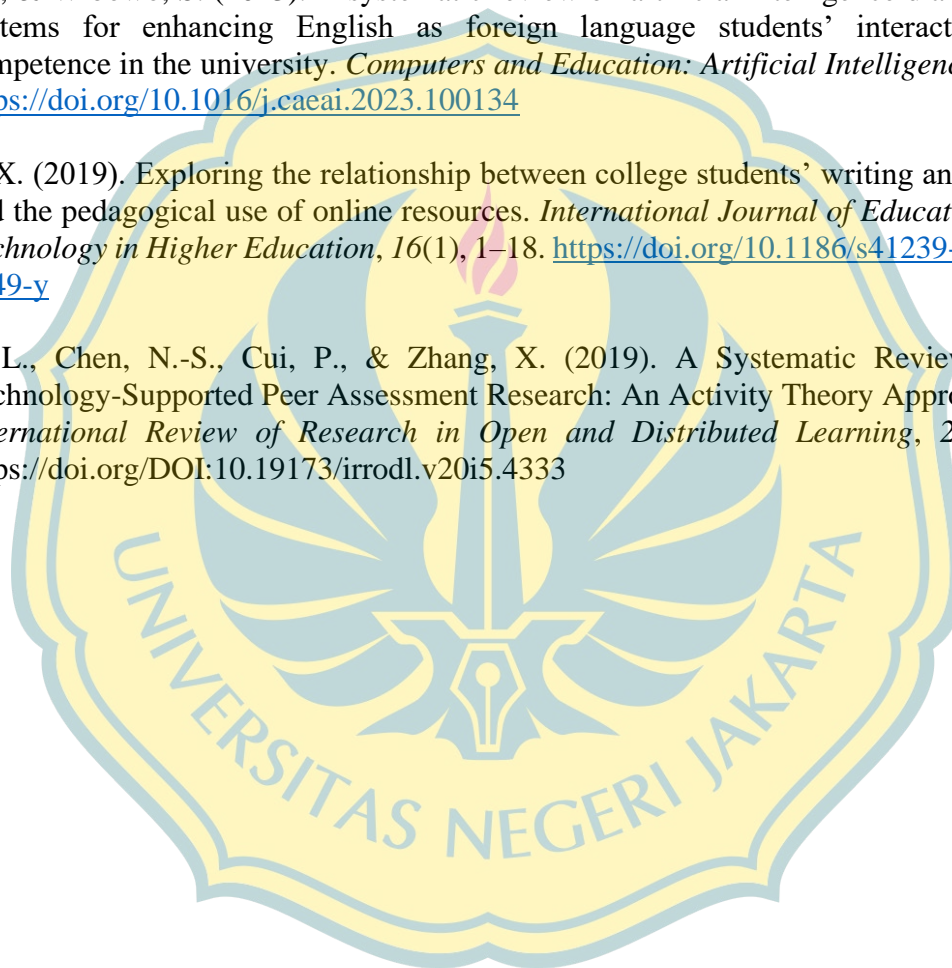 tems for enhancing English as foreign language students’ interact
mpetence in the university. Computers and Education: Artificial Intelligen
ps://doi.org/10.1016/j.caeai.2023.100134
X. (2019). Exploring the relationship between college students’ writing an
d the pedagogical use of online resources. International Journal of Educat
chnology in Higher Education, 16(1), 1–18. https://doi.org/10.1186/s41239-
49-y
L., Chen, N.-S., Cui, P., & Zhang, X. (2019). A Systematic Review
chnology-Supported Peer Assessment Research: An Activity Theory Appro
ernational Review of Research in Open and Distributed Learning, 2
ps://doi.org/DOI:10.19173/irrodl.v20i5.4333
UNIVERSITAS NEGERI JAKARTA